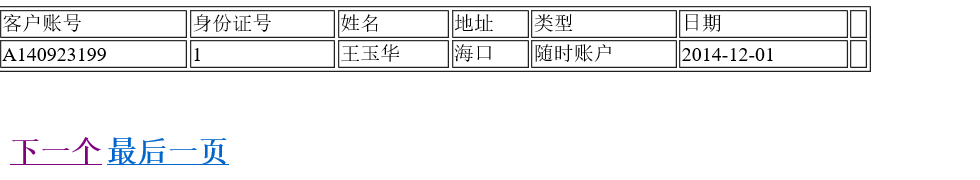 客户账号 身份证号 姓名 地址 类型 日期
A140923199 1 王玉华 海口 随时账户 2014-12-01
下一个 最后一页